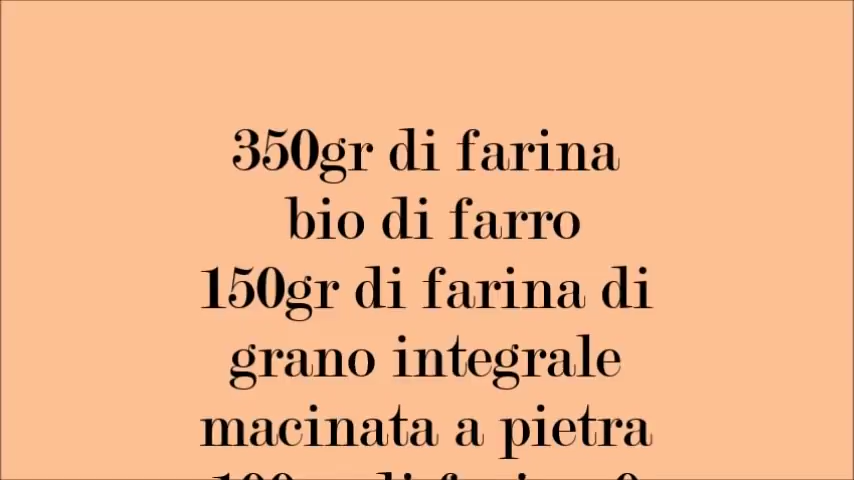 350gr di farina
bio di farro
150gr di farina di
grano integrale
macinata a pietra